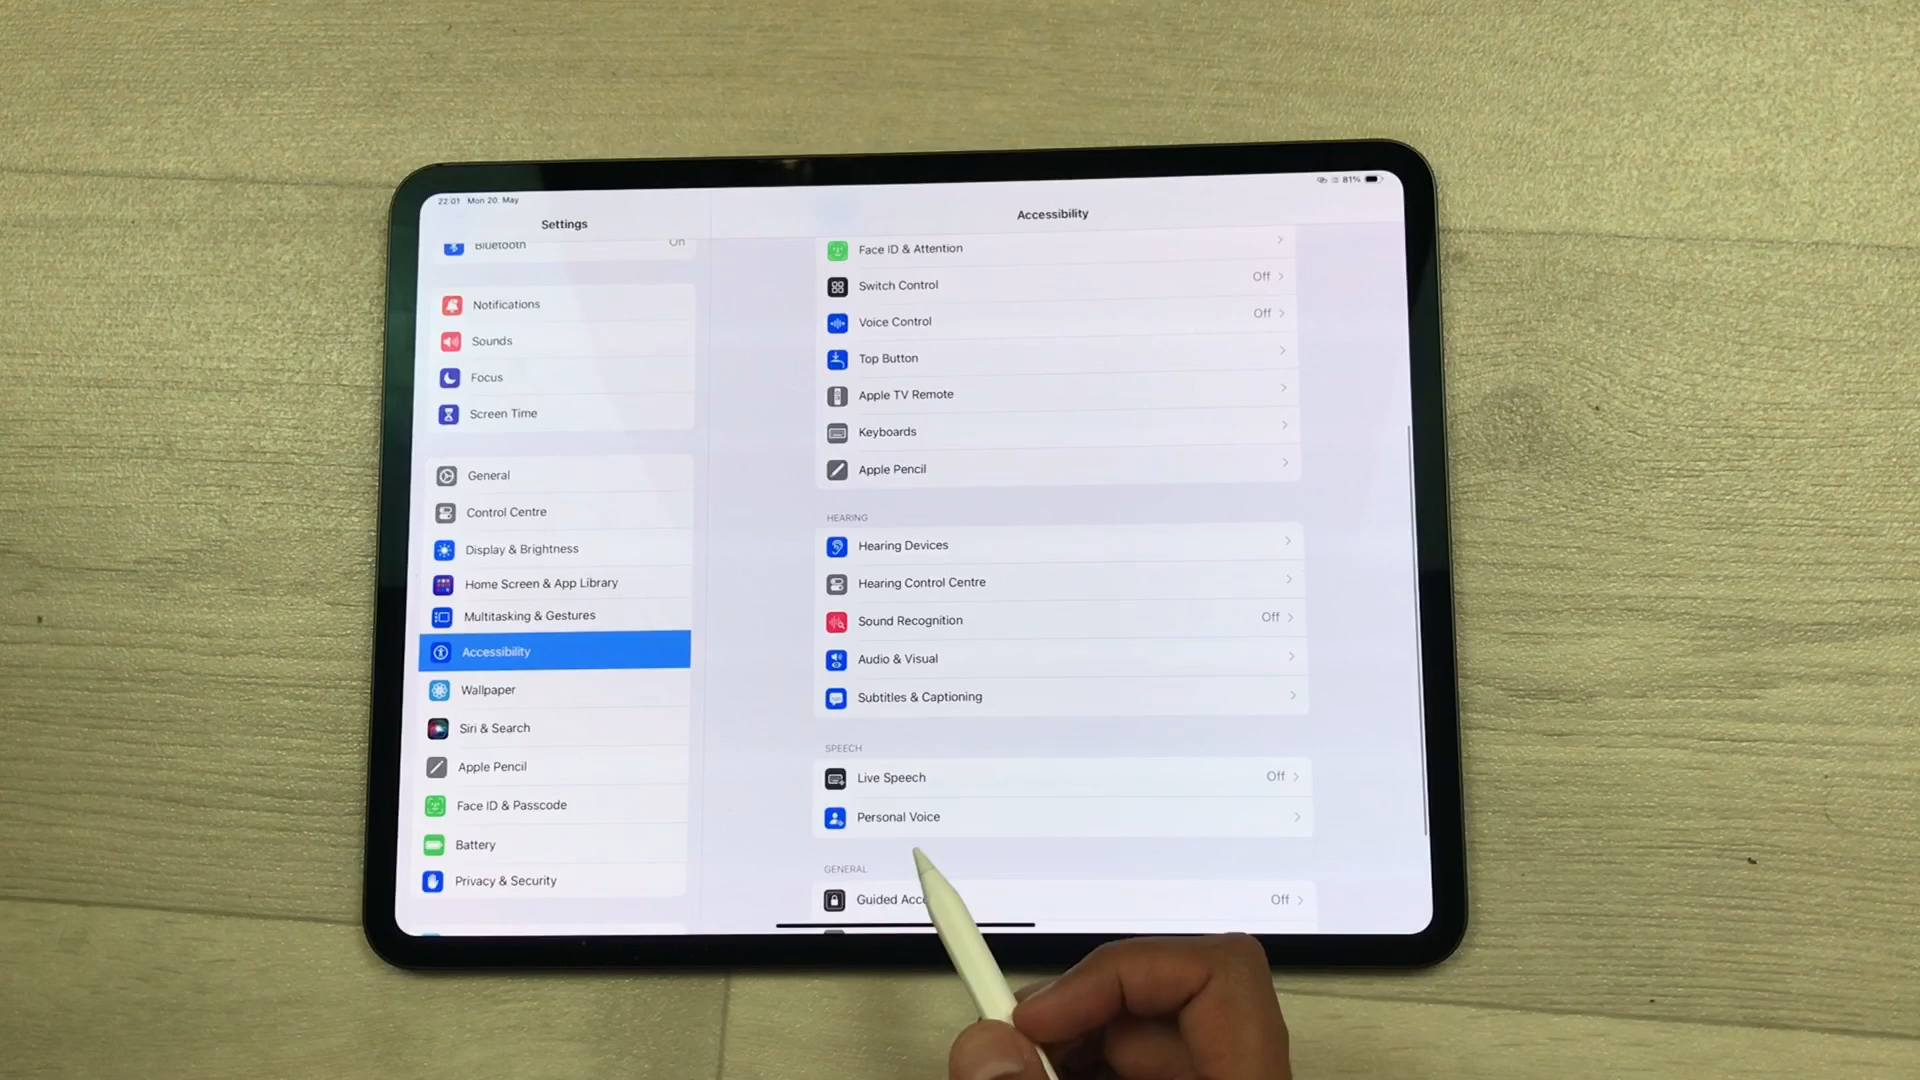 22:01 Mon 20. May
81%
Settings
Accessibility
Bluetooth On
Notifications
Sounds
Focus
Screen Time
General
Control Centre
Display & Brightness
Home Screen & App Library
Multitasking & Gestures
Accessibility
Wallpaper
Siri & Search
Apple Pencil
Face ID & Passcode
Battery
Privacy & Security
Face ID & Attention
Switch Control Off
Voice Control Off
Top Button
Apple TV Remote
Keyboards
Apple Pencil
HEARING
Hearing Devices
Hearing Control Centre
Sound Recognition Off
Audio & Visual
Subtitles & Captioning
SPEECH
Live Speech Off
Personal Voice
GENERAL
Guided Acc Off